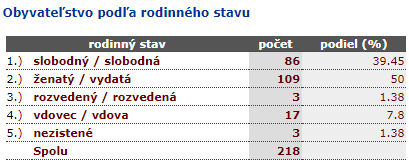 Obyvateľstvo podľa rodinného stavu
rodinný stav počet podiel (%)
1.) slobodný / slobodná 86 39.45
2.) ženatý / vydatá 109 50
3.) rozvedený / rozvedená 3 1.38
4.) vdovec / vdova 17 7.8
5.) nezistené 3 1.38
Spolu 218